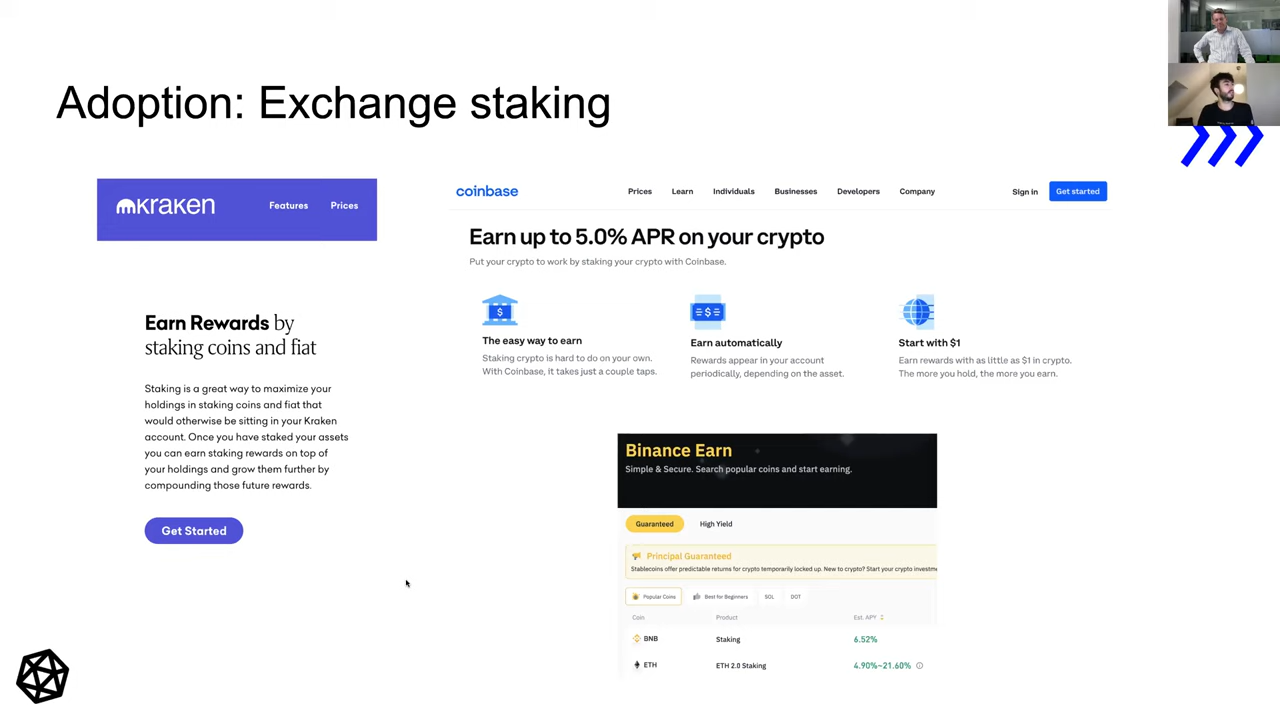 Adoption: Exchange staking
kraken
Features
Prices
Earn Rewards by
staking coins and fiat
Staking is a great way to maximize your
holdings in staking coins and fiat that
would otherwise be sitting in your Kraken
account. Once you have staked your assets
you can earn staking rewards on top of
your holdings and grow them further by
compounding those future rewards.
Get Started
coinbase
Prices
Learn
Individuals
Businesses
Developers
Company
Sign in
Get started
Earn up to 5.0% APR on your crypto
Put your crypto to work by staking your crypto with Coinbase.
The easy way to earn
Staking crypto is hard to do on your own.
With Coinbase, it takes just a couple taps.
Earn automatically
Rewards appear in your account
periodically, depending on the asset.
Start with $1
Earn rewards with as little as $1 in crypto.
The more you hold, the more you earn.
Binance Earn
Simple & Secure. Search popular coins and start earning.
Guaranteed
High Yield
Principal Guaranteed
Stablecoins offer predictable returns for crypto temporarily locked up. New to crypto? Start your crypto investme
Popular Coins
Best for Beginners
SOL
DOT
Coin
Product
Est. APY
BNB
Staking
6.52%
ETH
ETH 2.0 Staking
4.90%~21.60%